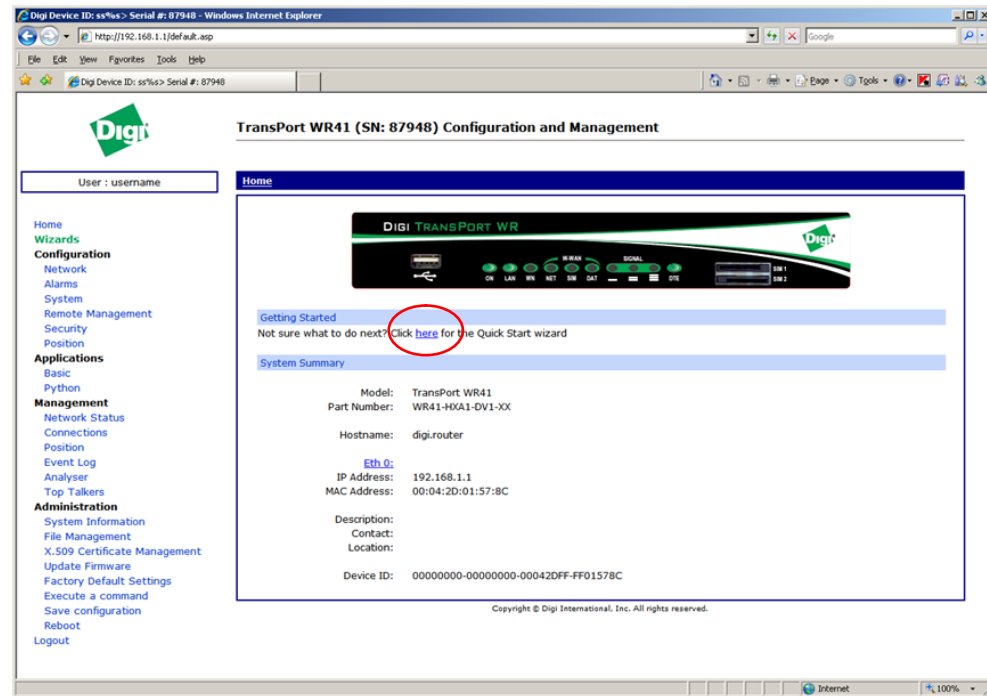 Digi Device ID: ss%s> Serial #: 87948 - Windows Internet Explorer
http://192.168.1.1/default.asp
Google
File Edit View Favorites Tools Help
Digi Device ID: ss%s> Serial #: 87948
Page Tools
Digi
TransPort WR41 (SN: 87948) Configuration and Management
User : username
Home
Home
Wizards
Configuration
Network
Alarms
System
Remote Management
Security
Position
Applications
Basic
Python
Management
Network Status
Connections
Position
Event Log
Analyser
Top Talkers
Administration
System Information
File Management
X.509 Certificate Management
Update Firmware
Factory Default Settings
Execute a command
Save configuration
Reboot
Logout
DIGI TRANSPORT WR
Digi
W-WAN SIGNAL
ON LAN WN NET SIM DAT DTE
SIM 1
SIM 2
Getting Started
Not sure what to do next? Click here for the Quick Start wizard
System Summary
Model: TransPort WR41
Part Number: WR41-HXA1-DV1-XX
Hostname: digi.router
Eth 0:
IP Address: 192.168.1.1
MAC Address: 00:04:2D:01:57:8C
Description:
Contact:
Location:
Device ID: 00000000-00000000-00042DFF-FF01578C
Copyright © Digi International, Inc. All rights reserved.
Internet 100%